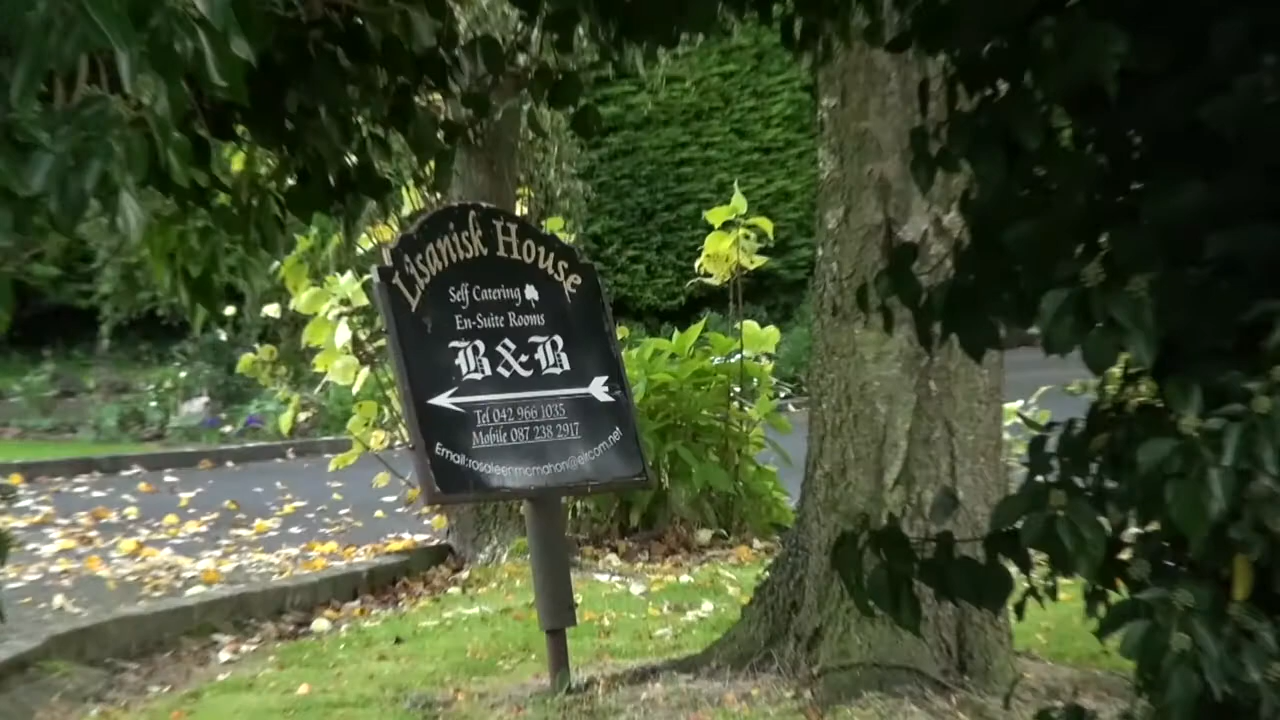 Lisanisk House
Self Catering
En-Suite Rooms
B&B
Tel 042 966 1035
Mobile 087 238 2917
Email:rosaleenmcmahon@eircom.net